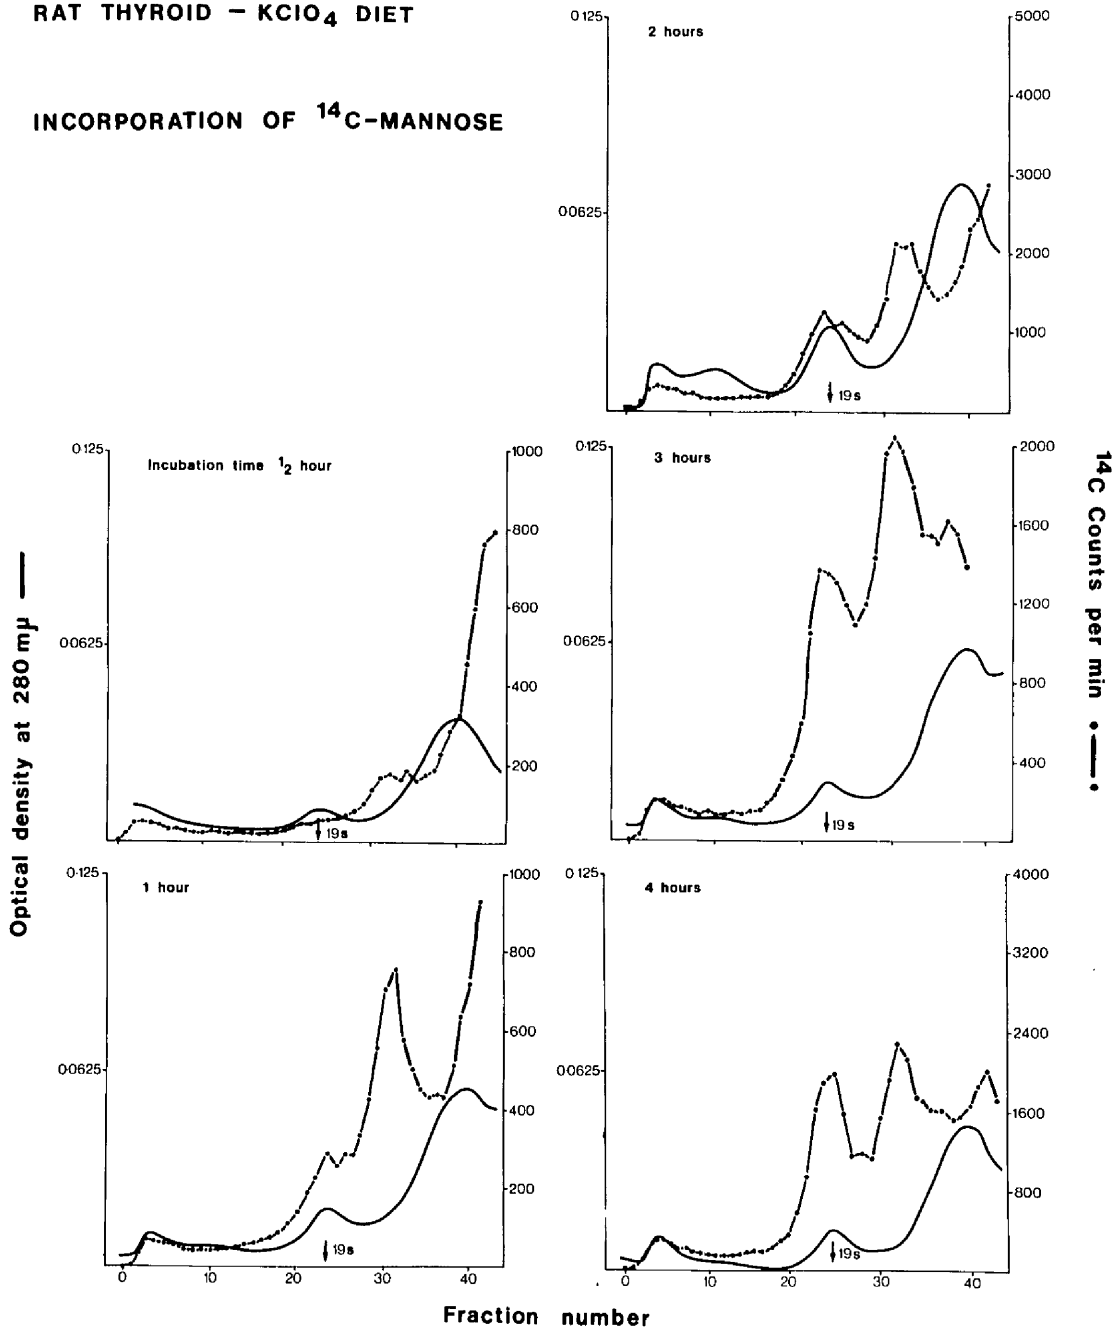 RAT THYROID – KClO4 DIET
INCORPORATION OF 14C–MANNOSE
2 hours
0.125
0.0625
5000
4000
3000
2000
1000
19s
Incubation time 1/2 hour
0.125
0.0625
1000
800
600
400
200
19s
3 hours
0.125
0.0625
2000
1600
1200
800
400
19s
1 hour
0.125
0.0625
1000
800
600
400
200
19s
0 10 20 30 40
4 hours
0.125
0.0625
4000
3200
2400
1600
800
19s
0 10 20 30 40
Optical density at 280 mµ —
14C Counts per min •—•
Fraction number